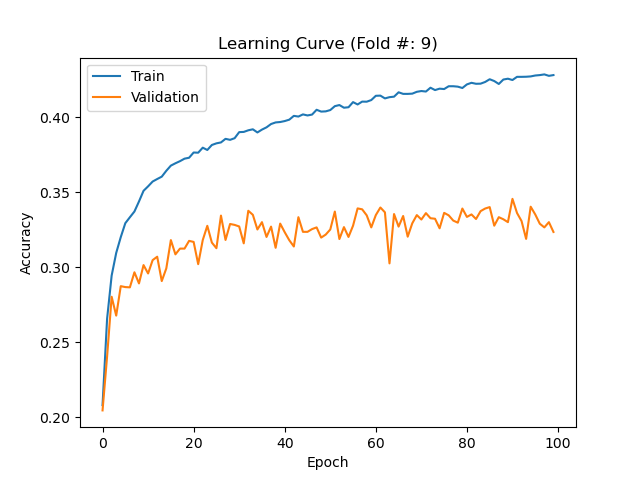 Learning Curve (Fold #: 9)
Train
Validation
Accuracy
0.40
0.35
0.30
0.25
0.20
0 20 40 60 80 100
Epoch